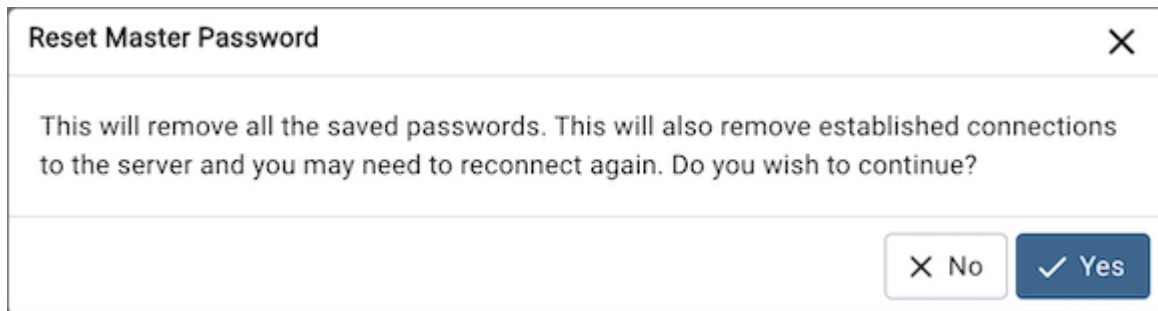 Reset Master Password
This will remove all the saved passwords. This will also remove established connections
to the server and you may need to reconnect again. Do you wish to continue?
No
Yes